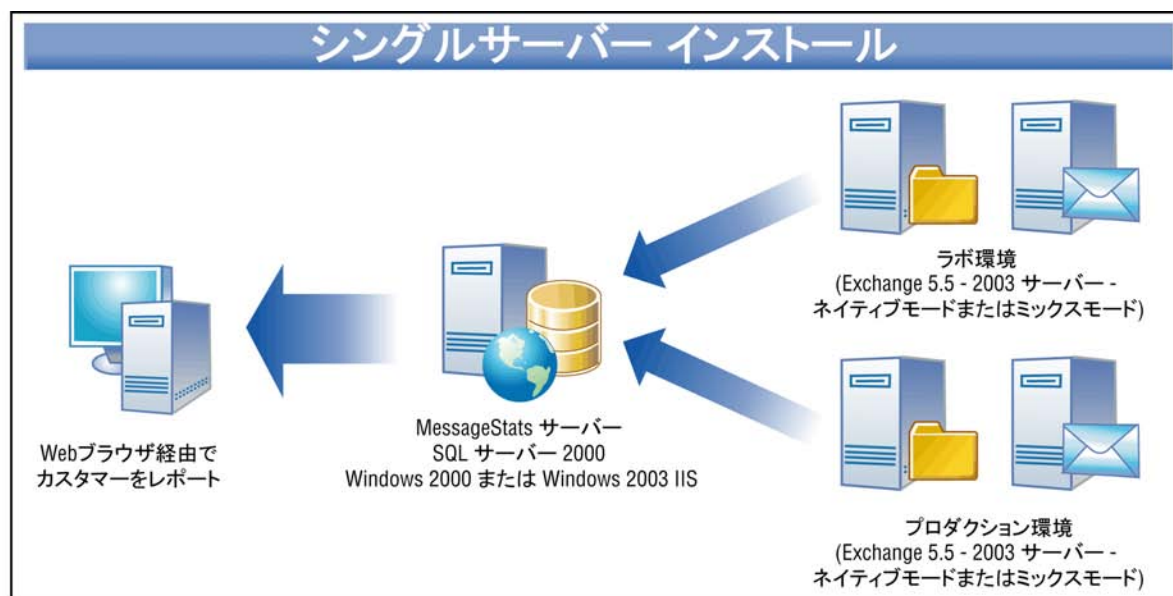 シングルサーバー インストール
ラボ環境
(Exchange 5.5 - 2003 サーバー -
ネイティブモードまたはミックスモード)
MessageStats サーバー
SQL サーバー 2000
Windows 2000 または Windows 2003 IIS
Webブラウザ経由で
カスタマーをレポート
プロダクション環境
(Exchange 5.5 - 2003 サーバー -
ネイティブモードまたはミックスモード)